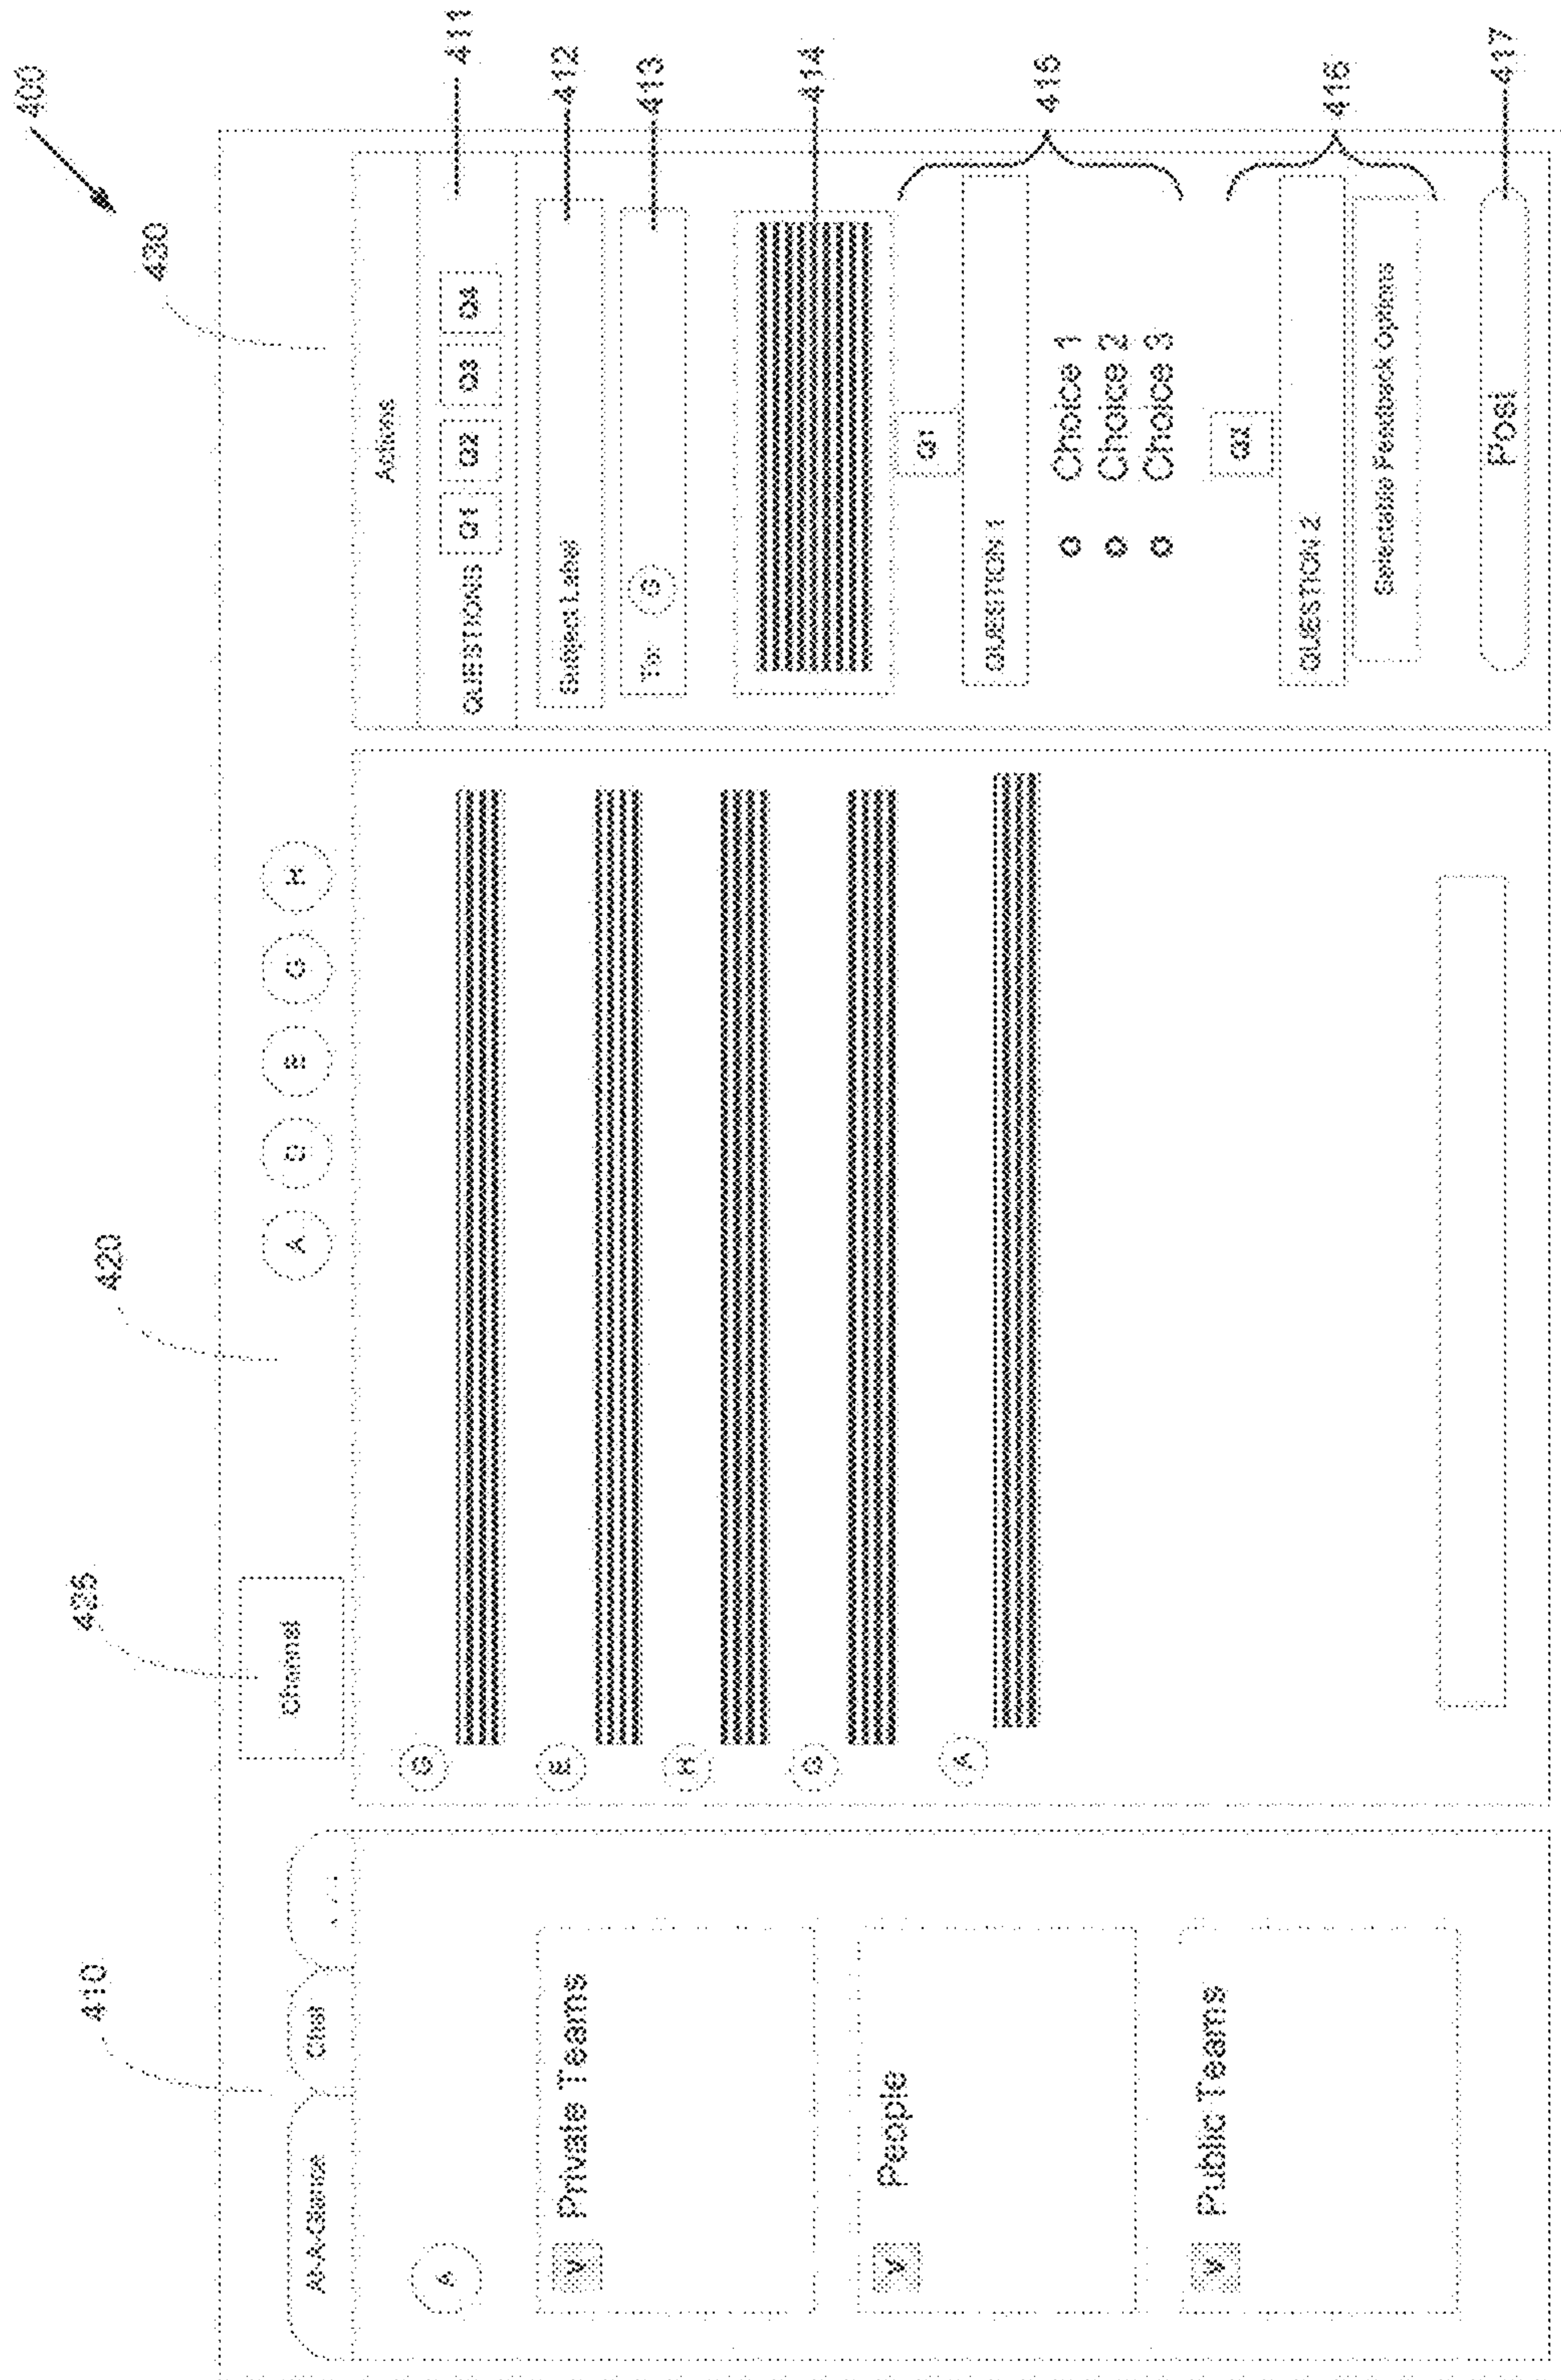 400
410
435
420
430
Channel
A D E G H
At-A-Glance Chat ...
A
V Private Teams
V People
V Public Teams
G
E
H
G
A
Actions
QUESTIONS Q1 Q2 Q3 Q4
411
Subject Label
412
To: G
413
414
Q1
QUESTION 1
Choice 1
Choice 2
Choice 3
415
Q2
QUESTION 2
Selectable Feedback Options
416
Post
417